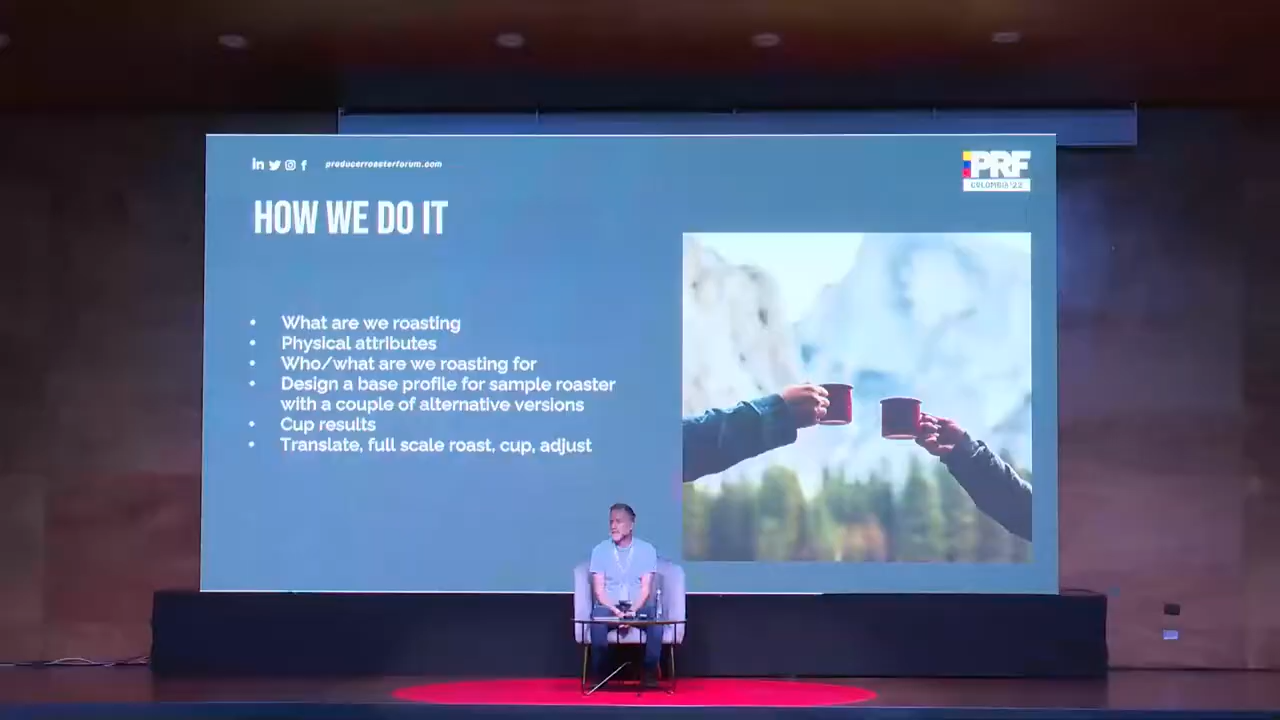 in producerroasterforum.com
PRF
COLOMBIA'22
HOW WE DO IT
• What are we roasting
• Physical attributes
• Who/what are we roasting for
• Design a base profile for sample roaster
with a couple of alternative versions
• Cup results
• Translate, full scale roast, cup, adjust